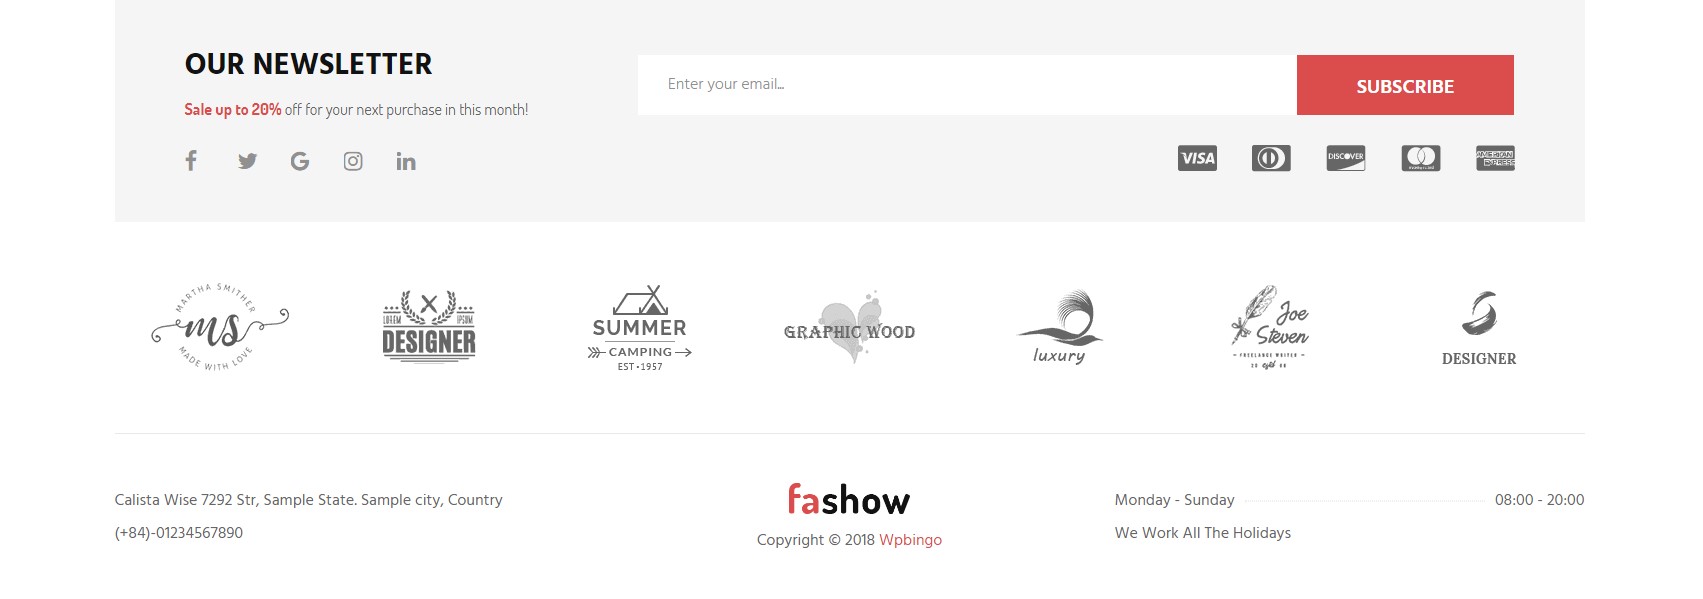 OUR NEWSLETTER
Sale up to 20% off for your next purchase in this month!
Enter your email...
SUBSCRIBE
VISA
DISCOVER
AMERICAN
EXPRESS
MARTHA SMITHER
ms
MADE WITH LOVE
LOREM IPSUM
DESIGNER
SUMMER
CAMPING
EST • 1957
GRAPHIC WOOD
luxury
Joe
Steven
- FREELANCE WRITER -
DESIGNER
Calista Wise 7292 Str, Sample State. Sample city, Country
(+84)-01234567890
fashow
Copyright © 2018 Wpbingo
Monday - Sunday 08:00 - 20:00
We Work All The Holidays